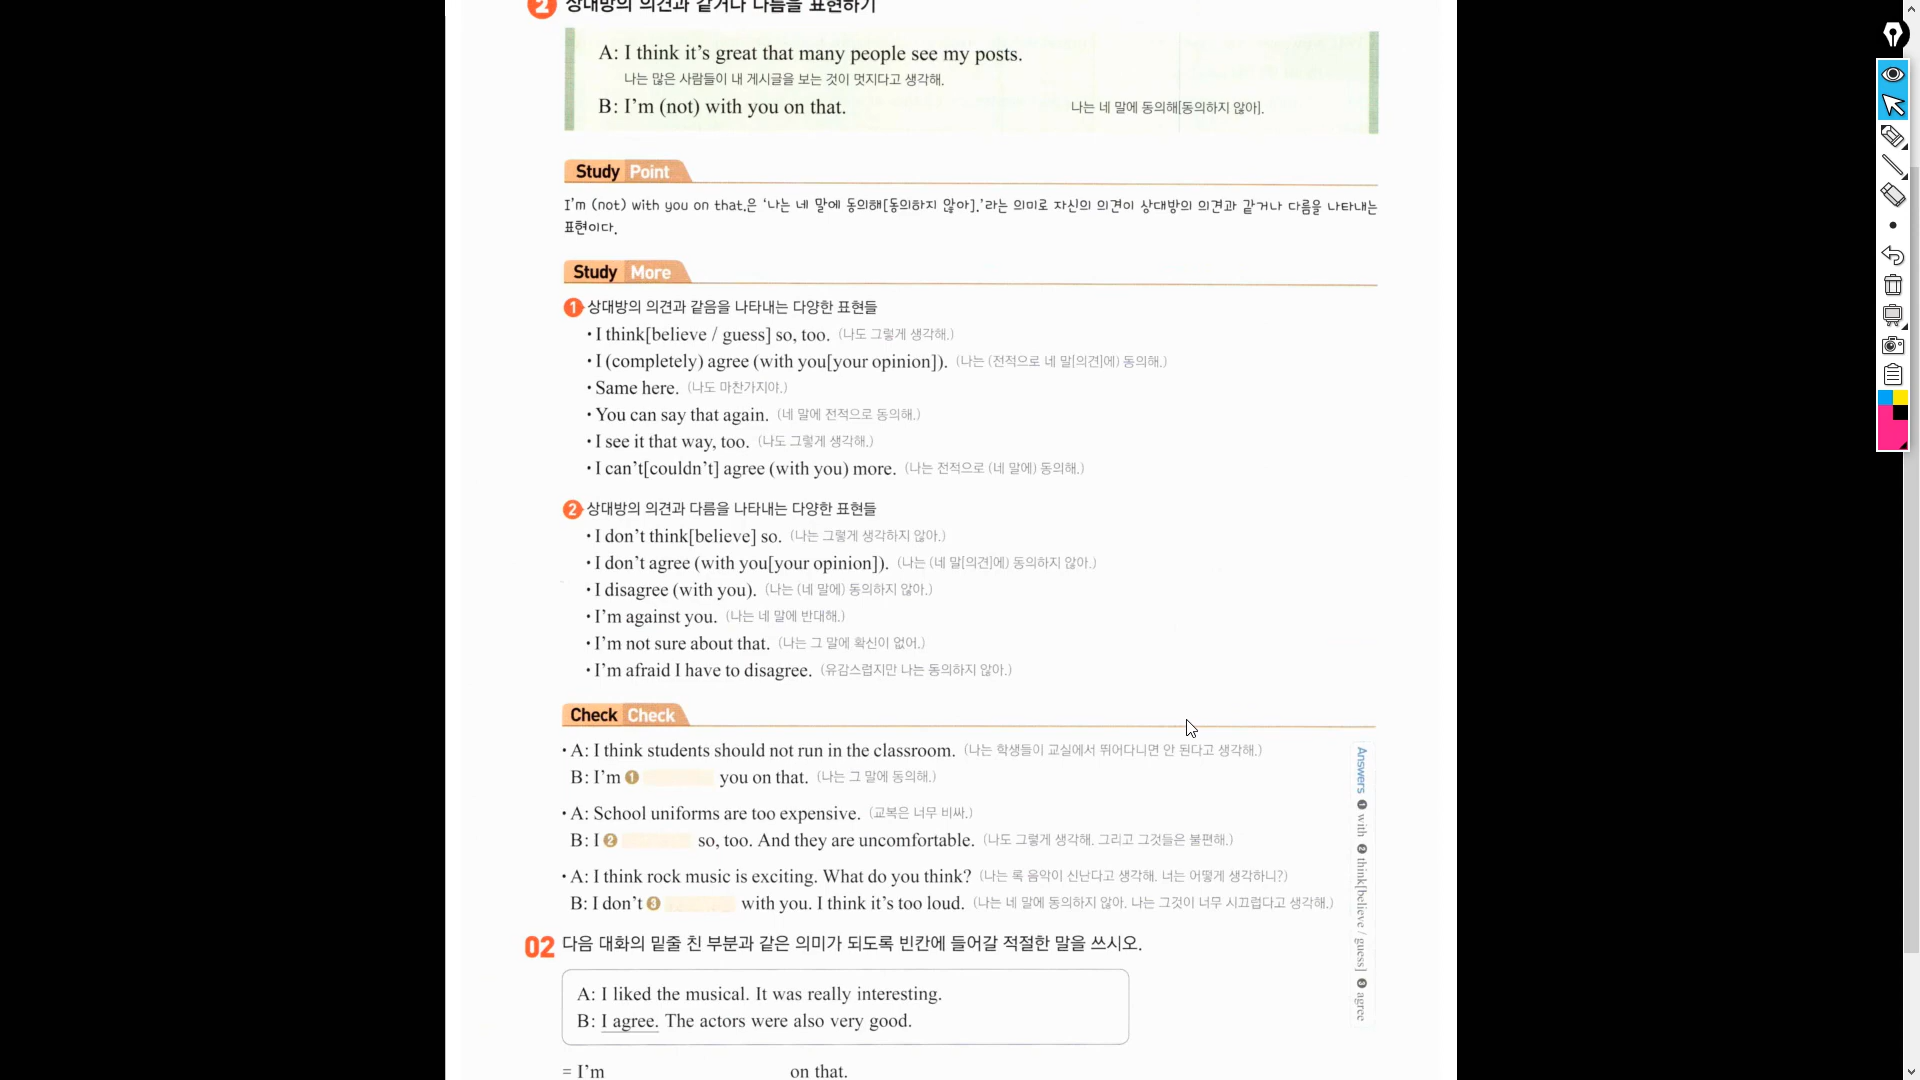 2 상대방의 의견과 같거나 다름을 표현하기
A: I think it's great that many people see my posts.
나는 많은 사람들이 내 게시글을 보는 것이 멋지다고 생각해.
B: I'm (not) with you on that. 나는 네 말에 동의해[동의하지 않아].
Study Point
I'm (not) with you on that.은 '나는 네 말에 동의해[동의하지 않아].'라는 의미로 자신의 의견이 상대방의 의견과 같거나 다름을 나타내는
표현이다.
Study More
1 상대방의 의견과 같음을 나타내는 다양한 표현들
• I think[believe / guess] so, too. (나도 그렇게 생각해.)
• I (completely) agree (with you[your opinion]). (나는 (전적으로 네 말[의견]에) 동의해.)
• Same here. (나도 마찬가지야.)
• You can say that again. (네 말에 전적으로 동의해.)
• I see it that way, too. (나도 그렇게 생각해.)
• I can't[couldn't] agree (with you) more. (나는 전적으로 (네 말에) 동의해.)
2 상대방의 의견과 다름을 나타내는 다양한 표현들
• I don't think[believe] so. (나는 그렇게 생각하지 않아.)
• I don't agree (with you[your opinion]). (나는 (네 말[의견]에) 동의하지 않아.)
• I disagree (with you). (나는 (네 말에) 동의하지 않아.)
• I'm against you. (나는 네 말에 반대해.)
• I'm not sure about that. (나는 그 말에 확신이 없어.)
• I'm afraid I have to disagree. (유감스럽지만 나는 동의하지 않아.)
Check Check
• A: I think students should not run in the classroom. (나는 학생들이 교실에서 뛰어다니면 안 된다고 생각해.)
B: I'm 1 you on that. (나는 그 말에 동의해.)
• A: School uniforms are too expensive. (교복은 너무 비싸.)
B: I 2 so, too. And they are uncomfortable. (나도 그렇게 생각해. 그리고 그것들은 불편해.)
• A: I think rock music is exciting. What do you think? (나는 록 음악이 신난다고 생각해. 너는 어떻게 생각하니?)
B: I don't 3 with you. I think it's too loud. (나는 네 말에 동의하지 않아. 나는 그것이 너무 시끄럽다고 생각해.)
Answers 1 with 2 think[believe / guess] 3 agree
02 다음 대화의 밑줄 친 부분과 같은 의미가 되도록 빈칸에 들어갈 적절한 말을 쓰시오.
A: I liked the musical. It was really interesting.
B: I agree. The actors were also very good.
= I'm on that.